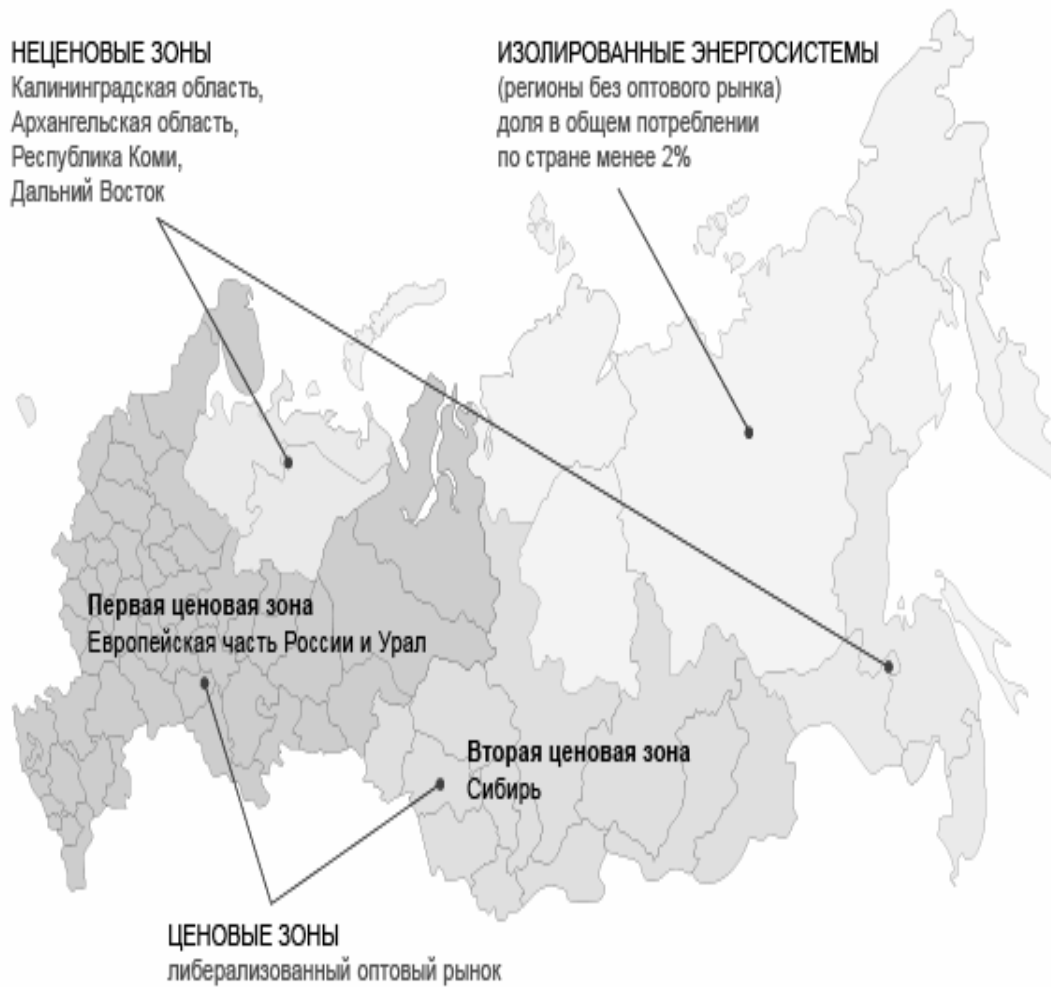 НЕЦЕНОВЫЕ ЗОНЫ
Калининградская область,
Архангельская область,
Республика Коми,
Дальний Восток
ИЗОЛИРОВАННЫЕ ЭНЕРГОСИСТЕМЫ
(регионы без оптового рынка)
доля в общем потреблении
по стране менее 2%
Первая ценовая зона
Европейская часть России и Урал
Вторая ценовая зона
Сибирь
ЦЕНОВЫЕ ЗОНЫ
либерализованный оптовый рынок